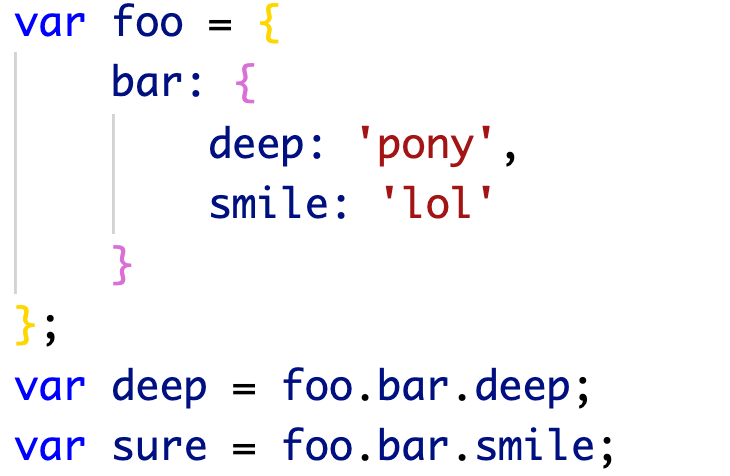 var foo = {
    bar: {
        deep: 'pony',
        smile: 'lol'
    }
};
var deep = foo.bar.deep;
var sure = foo.bar.smile;